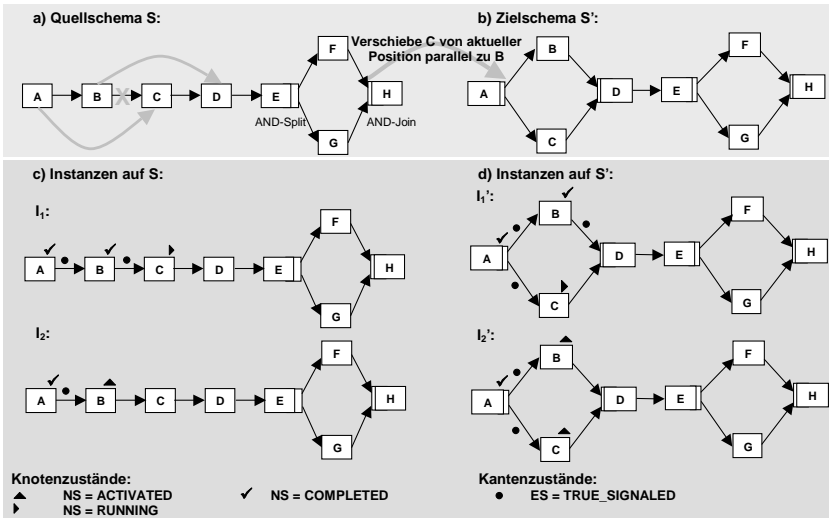 a) Quellschema S:
A
B
X
C
D
E
AND-Split
F
G
H
AND-Join
Verschiebe C von aktueller
Position parallel zu B
b) Zielschema S':
A
B
C
D
E
F
G
H
c) Instanzen auf S:
I1:
A
B
C
D
E
F
G
H
I2:
A
B
C
D
E
F
G
H
d) Instanzen auf S':
I1':
A
B
C
D
E
F
G
H
I2':
A
B
C
D
E
F
G
H
Knotenzustände:
NS = ACTIVATED
NS = RUNNING
NS = COMPLETED
Kantenzustände:
ES = TRUE_SIGNALED